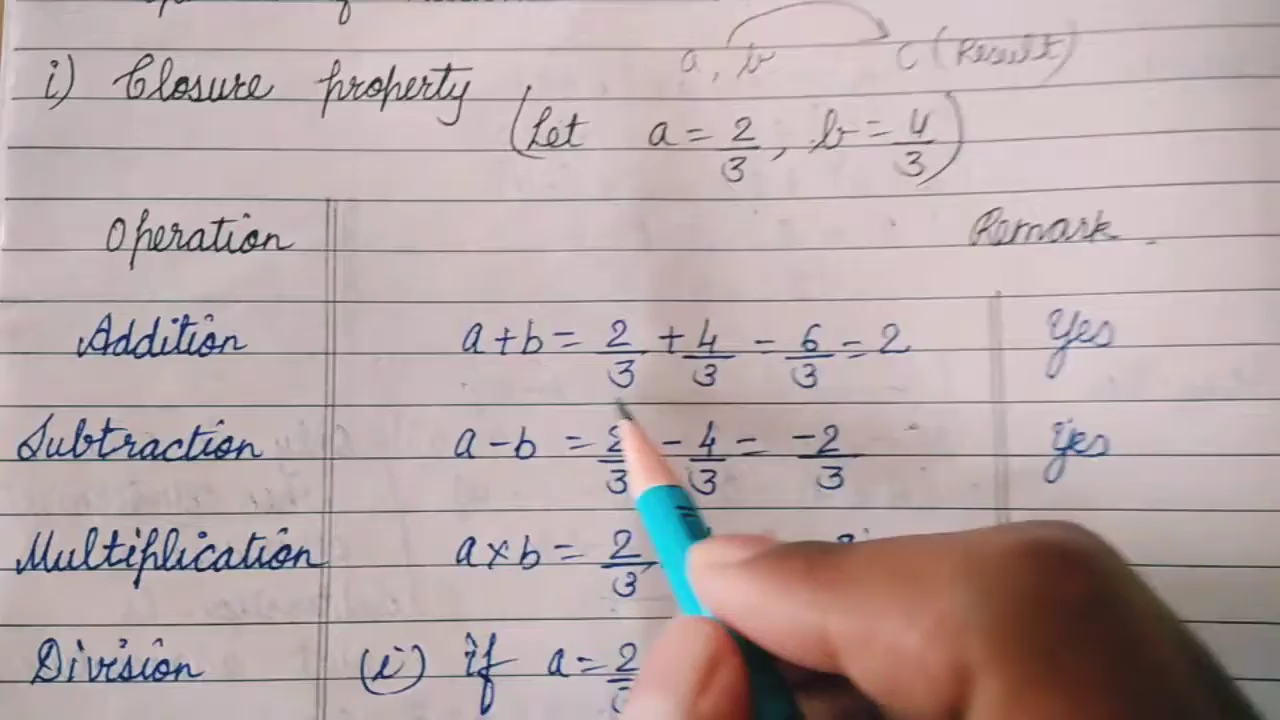 a, b C (Result)
i) Closure property (Let a = 2/3, b = 4/3)
Operation Remark
Addition a + b = 2/3 + 4/3 = 6/3 = 2 Yes
Subtraction a - b = 2/3 - 4/3 = -2/3 Yes
Multiplication a × b = 2/3
Division (i) if a = 2